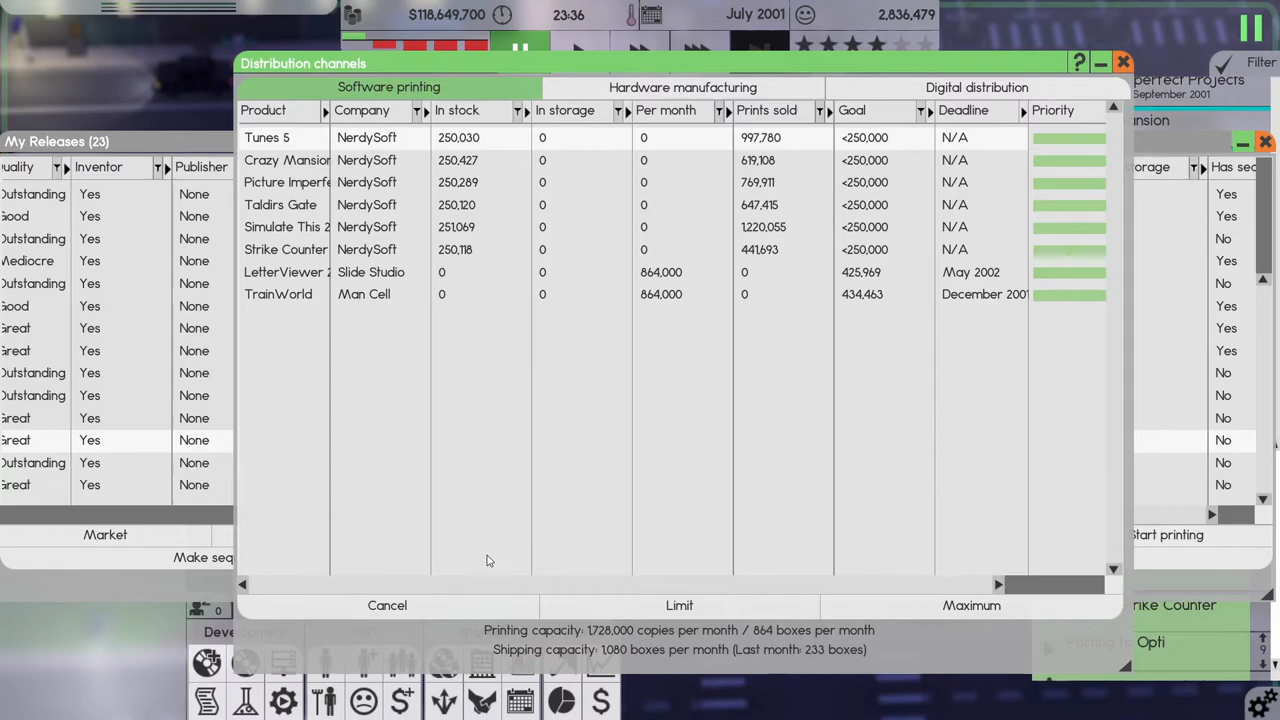 $118,649,700
23:36
July 2001
2,836,479
Distribution channels
?
Filter
Software printing
Hardware manufacturing
Digital distribution
perfect Projects
September 2001
Product
Company
In stock
In storage
Per month
Prints sold
Goal
Deadline
Priority
Tunes 5 NerdySoft 250,030 0 0 997,780 <250,000 N/A
Crazy Mansion NerdySoft 250,427 0 0 619,108 <250,000 N/A
Picture Imperfe NerdySoft 250,289 0 0 769,911 <250,000 N/A
Taldirs Gate NerdySoft 250,120 0 0 647,415 <250,000 N/A
Simulate This 2 NerdySoft 251,069 0 0 1,220,055 <250,000 N/A
Strike Counter NerdySoft 250,118 0 0 441,693 <250,000 N/A
LetterViewer 2 Slide Studio 0 0 864,000 0 425,969 May 2002
TrainWorld Man Cell 0 0 864,000 0 434,463 December 2001
My Releases (23)
uality Inventor Publisher
Outstanding Yes None
Good Yes None
Outstanding Yes None
Mediocre Yes None
Outstanding Yes None
Good Yes None
Great Yes None
Great Yes None
Outstanding Yes None
Outstanding Yes None
Great Yes None
Great Yes None
Outstanding Yes None
Great Yes None
Market
Make seq
ansion
orage
Has seq
Yes
Yes
No
Yes
No
Yes
Yes
Yes
No
No
No
No
No
No
Start printing
Cancel
Limit
Maximum
Printing capacity: 1,728,000 copies per month / 864 boxes per month
Shipping capacity: 1,080 boxes per month (Last month: 233 boxes)
0
Develo
rike Counter
Posting to Opti
9